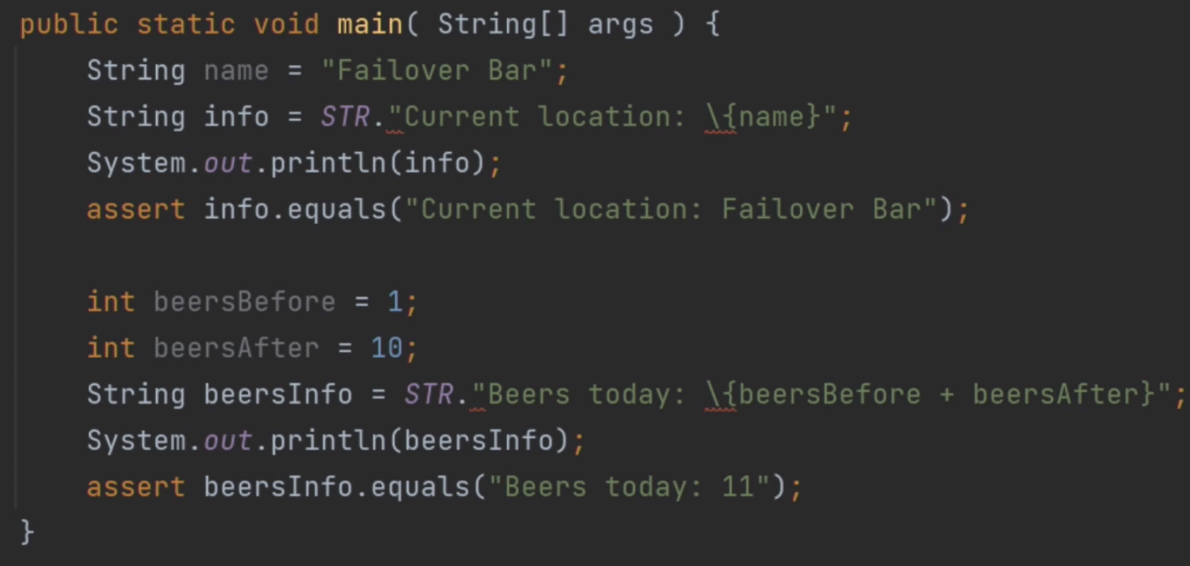 public static void main( String[] args ) {
    String name = "Failover Bar";
    String info = STR."Current location: \{name}";
    System.out.println(info);
    assert info.equals("Current location: Failover Bar");

    int beersBefore = 1;
    int beersAfter = 10;
    String beersInfo = STR."Beers today: \{beersBefore + beersAfter}";
    System.out.println(beersInfo);
    assert beersInfo.equals("Beers today: 11");
}